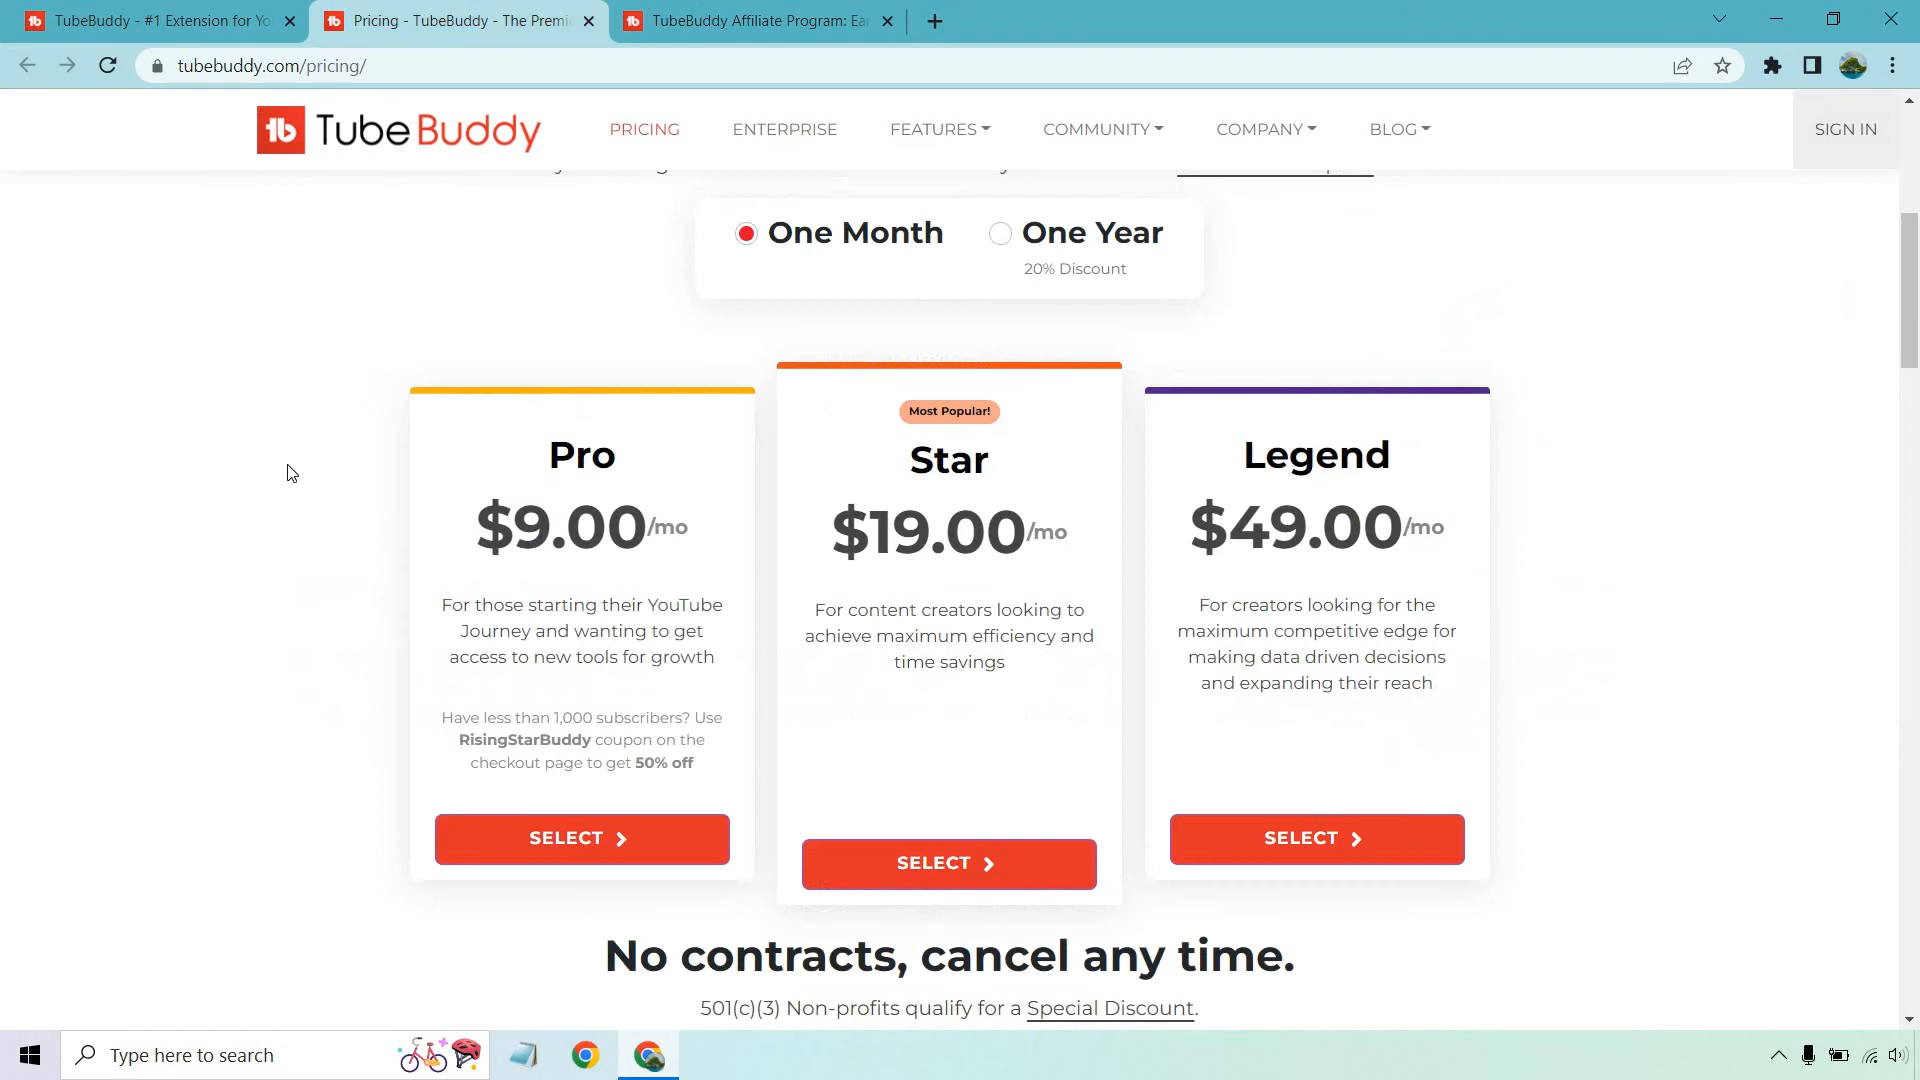 TubeBuddy - #1 Extension for Yo
Pricing - TubeBuddy - The Premi
TubeBuddy Affiliate Program: Ea
tubebuddy.com/pricing/
tb TubeBuddy
PRICING
ENTERPRISE
FEATURES
COMMUNITY
COMPANY
BLOG
SIGN IN
One Month
One Year
20% Discount
Pro
$9.00/mo
For those starting their YouTube
Journey and wanting to get
access to new tools for growth
Have less than 1,000 subscribers? Use
RisingStarBuddy coupon on the
checkout page to get 50% off
SELECT
Most Popular!
Star
$19.00/mo
For content creators looking to
achieve maximum efficiency and
time savings
SELECT
Legend
$49.00/mo
For creators looking for the
maximum competitive edge for
making data driven decisions
and expanding their reach
SELECT
No contracts, cancel any time.
501(c)(3) Non-profits qualify for a Special Discount.
Type here to search